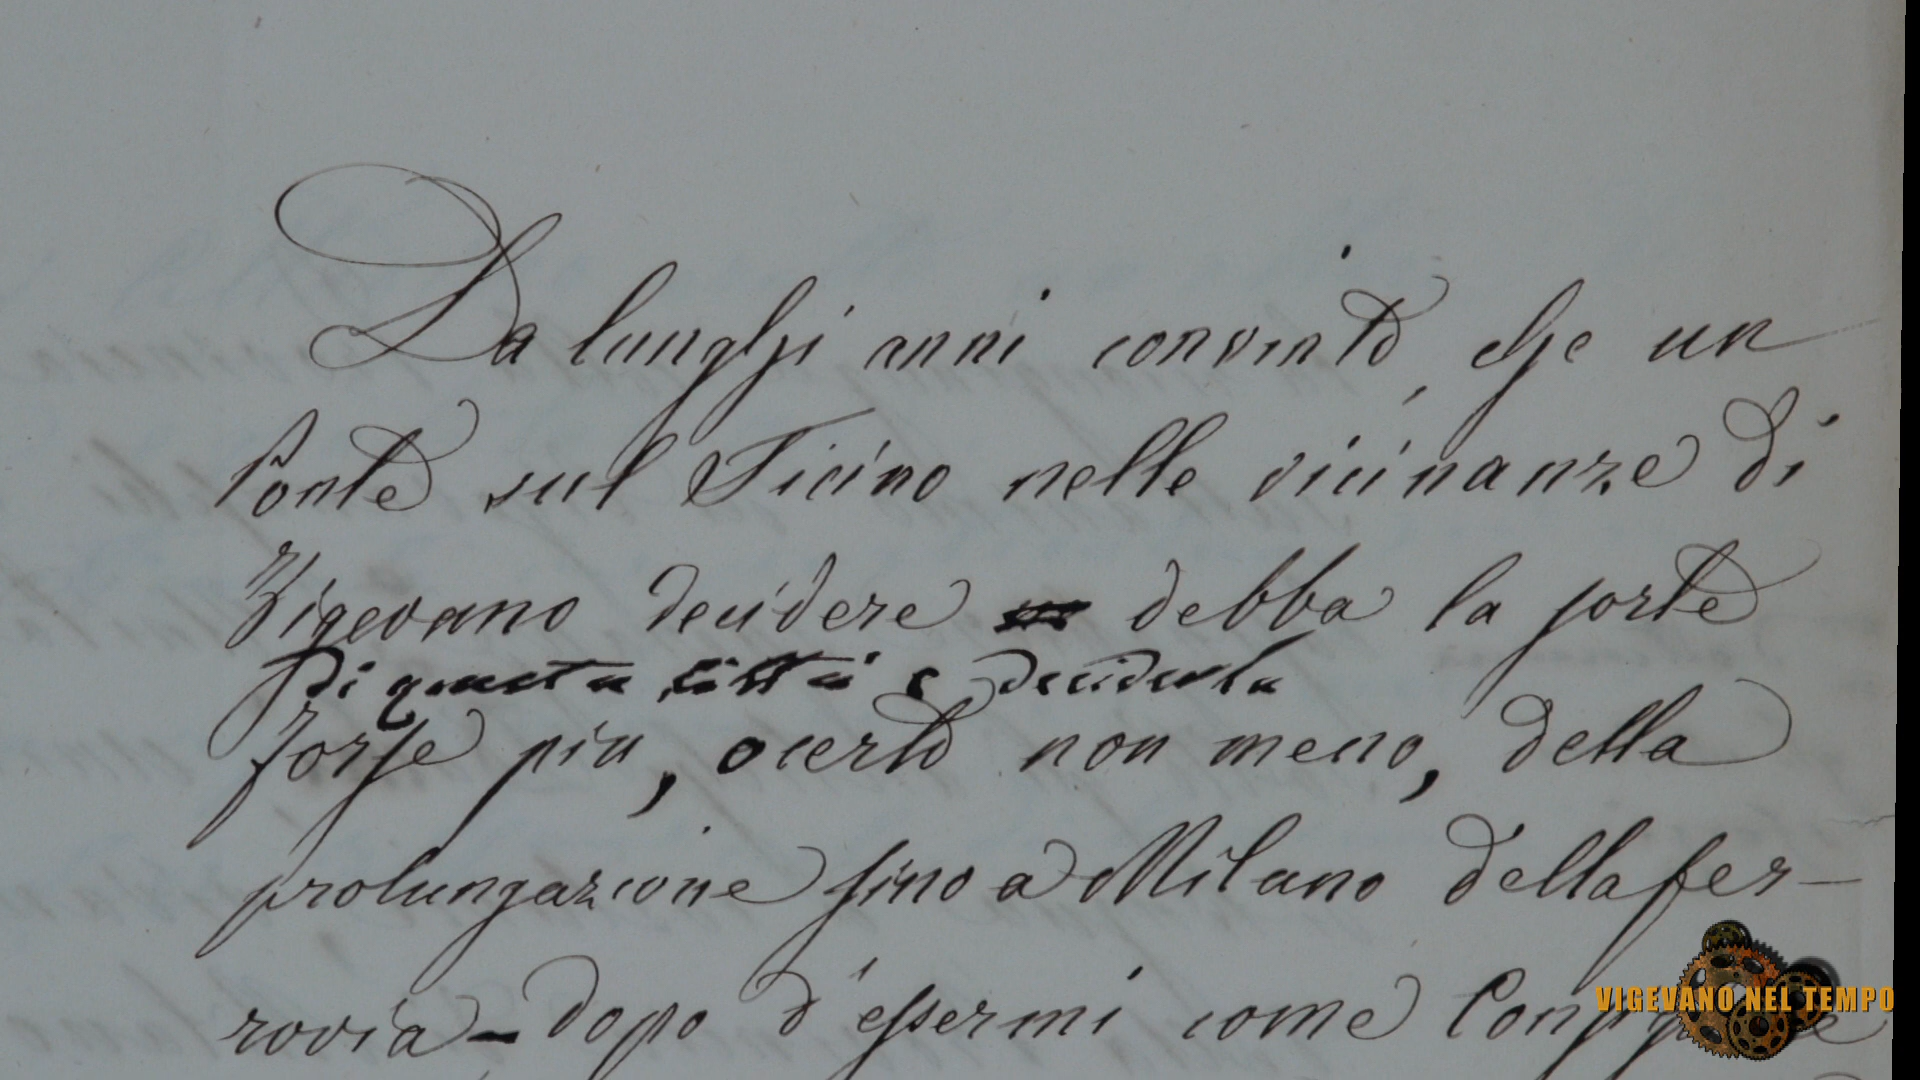 Da lunghi anni convinto, che un
Ponte sul Ticino nelle vicinanze di
Vigevano decidere debba la sorte
di questa città e deciderla
forse più, o certo non meno, della
prolungazione fino a Milano della fer-
rovia - dopo d'essermi come
VIGEVANO NEL TEMPO